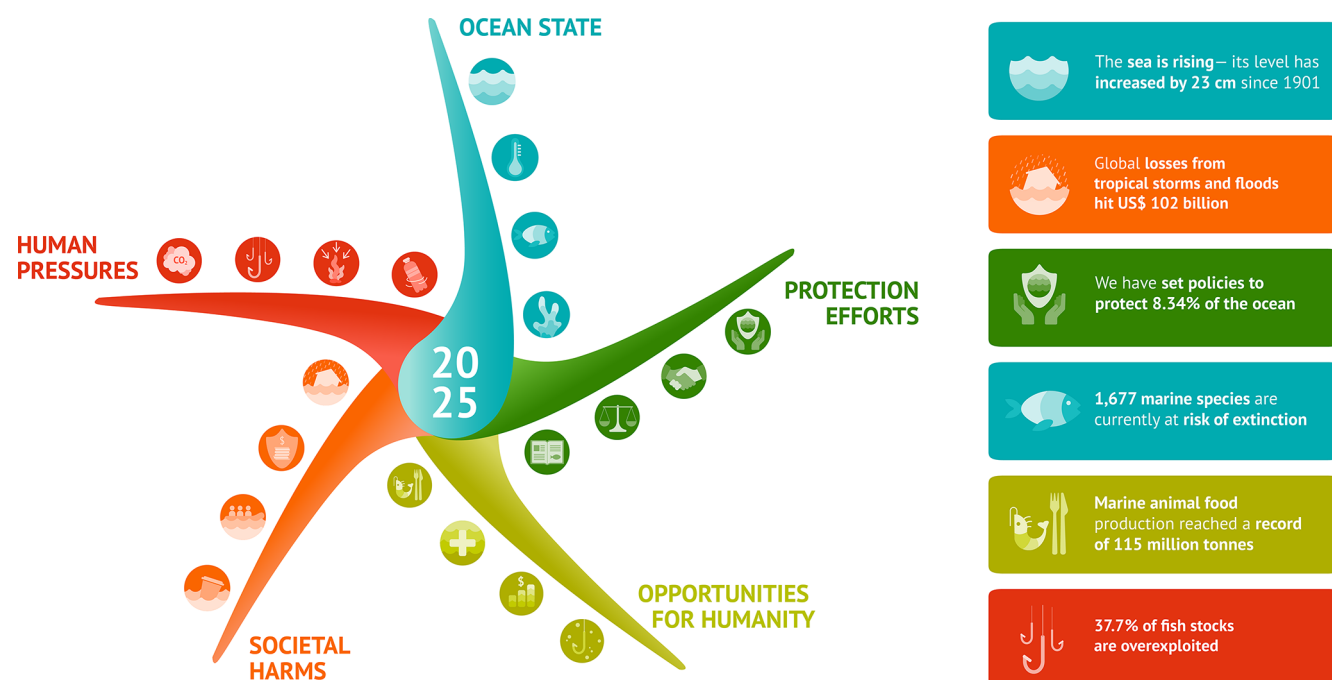 OCEAN STATE
HUMAN
PRESSURES
CO₂
20
25
PROTECTION
EFFORTS
$
$
OPPORTUNITIES
FOR HUMANITY
SOCIETAL
HARMS
The sea is rising— its level has
increased by 23 cm since 1901
Global losses from
tropical storms and floods
hit US$ 102 billion
We have set policies to
protect 8.34% of the ocean
1,677 marine species are
currently at risk of extinction
Marine animal food
production reached a record
of 115 million tonnes
37.7% of fish stocks
are overexploited